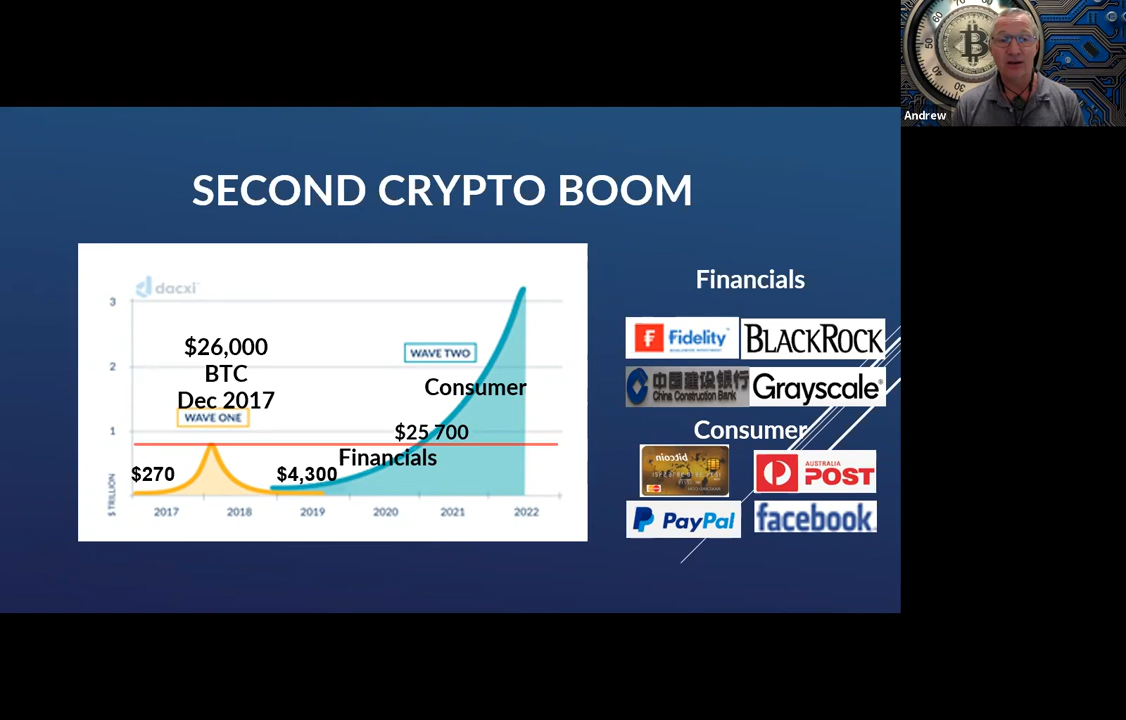 Andrew
SECOND CRYPTO BOOM
dacxi
3
2
1
$ TRILLION
$26,000
BTC
Dec 2017
WAVE ONE
WAVE TWO
Consumer
$25 700
Financials
$270
$4,300
2017
2018
2019
2020
2021
2022
Financials
Fidelity
BLACKROCK
中国建设银行
China Construction Bank
Grayscale®
Consumer
bitcoin
AUSTRALIA
POST
PayPal
facebook